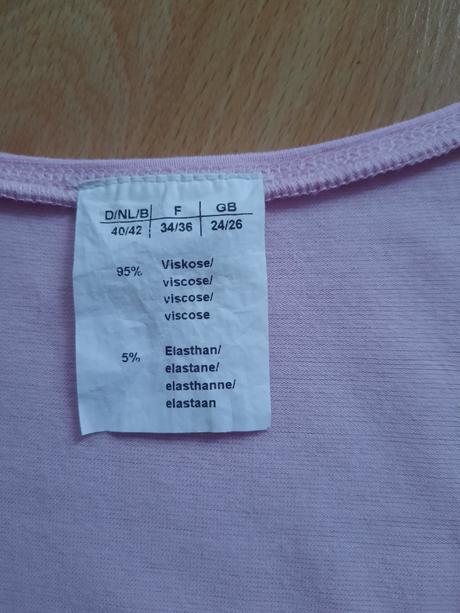 D/NL/B F GB
40/42 34/36 24/26
95% Viskose/
viscose/
viscose/
viscose
5% Elasthan/
elastane/
elasthanne/
elastaan